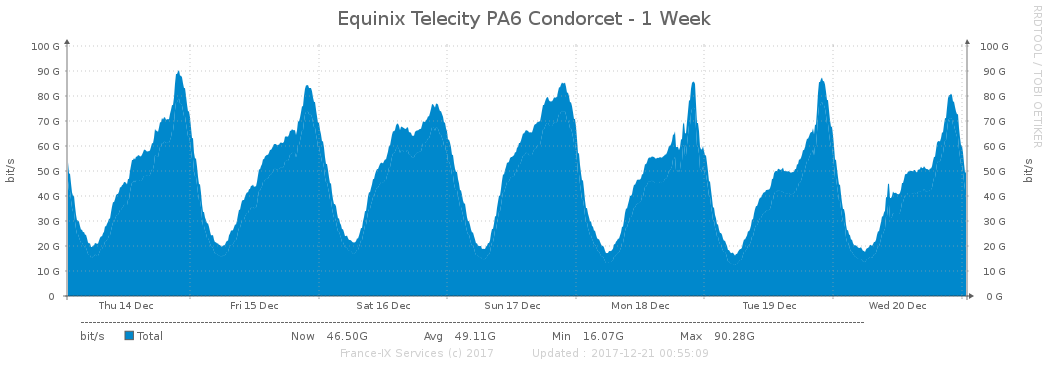 Equinix Telecity PA6 Condorcet - 1 Week
RRDTOOL / TOBI OETIKER
bit/s
bit/s
100 G 100 G
90 G 90 G
80 G 80 G
70 G 70 G
60 G 60 G
50 G 50 G
40 G 40 G
30 G 30 G
20 G 20 G
10 G 10 G
0 0 G
Thu 14 Dec Fri 15 Dec Sat 16 Dec Sun 17 Dec Mon 18 Dec Tue 19 Dec Wed 20 Dec
bit/s Total Now 46.50G Avg 49.11G Min 16.07G Max 90.28G
France-IX Services (c) 2017 Updated : 2017-12-21 00:55:09